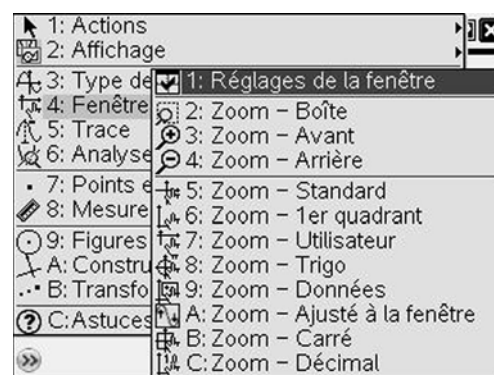 1: Actions
2: Affichage
3: Type de
4: Fenêtre
5: Trace
6: Analyse
7: Points e
8: Mesure
9: Figures
A: Constru
B: Transfo
C:Astuces
1: Réglages de la fenêtre
2: Zoom – Boîte
3: Zoom – Avant
4: Zoom – Arrière
5: Zoom – Standard
6: Zoom – 1er quadrant
7: Zoom – Utilisateur
8: Zoom – Trigo
9: Zoom – Données
A: Zoom – Ajusté à la fenêtre
B: Zoom – Carré
C: Zoom – Décimal